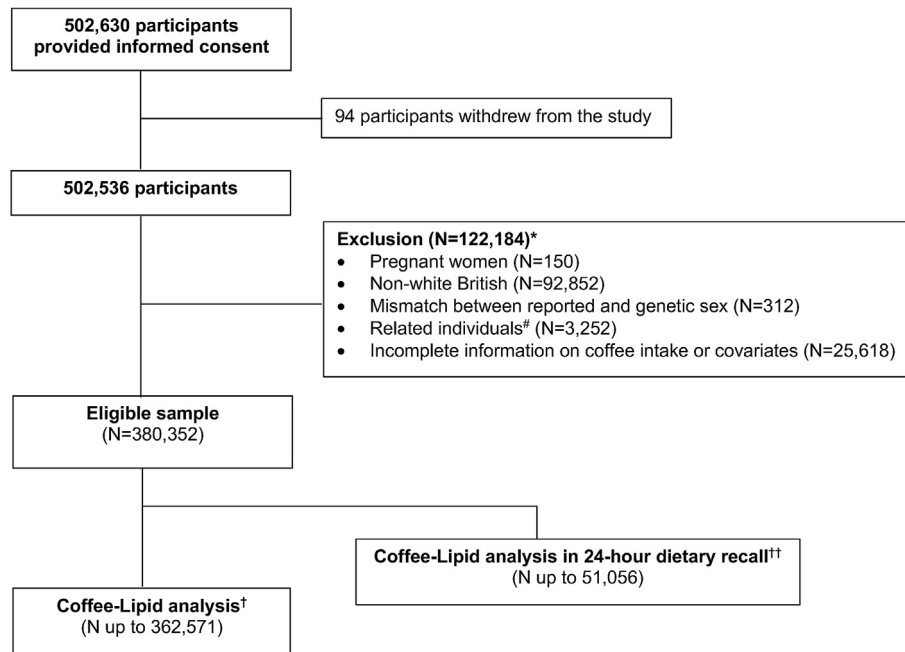 502,630 participants
provided informed consent
94 participants withdrew from the study
502,536 participants
Exclusion (N=122,184)*
• Pregnant women (N=150)
• Non-white British (N=92,852)
• Mismatch between reported and genetic sex (N=312)
• Related individuals# (N=3,252)
• Incomplete information on coffee intake or covariates (N=25,618)
Eligible sample
(N=380,352)
Coffee-Lipid analysis in 24-hour dietary recall††
(N up to 51,056)
Coffee-Lipid analysis†
(N up to 362,571)